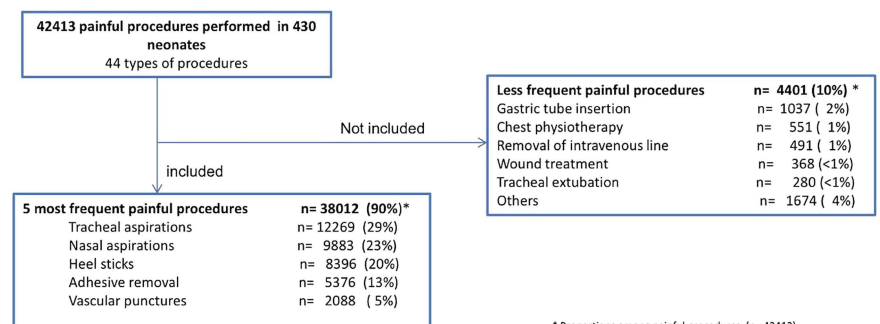 42413 painful procedures performed in 430
neonates
44 types of procedures
Less frequent painful procedures n= 4401 (10%) *
Gastric tube insertion n= 1037 ( 2%)
Chest physiotherapy n= 551 ( 1%)
Removal of intravenous line n= 491 ( 1%)
Wound treatment n= 368 (<1%)
Tracheal extubation n= 280 (<1%)
Others n= 1674 ( 4%)
Not included
included
5 most frequent painful procedures n= 38012 (90%)*
Tracheal aspirations n= 12269 (29%)
Nasal aspirations n= 9883 (23%)
Heel sticks n= 8396 (20%)
Adhesive removal n= 5376 (13%)
Vascular punctures n= 2088 ( 5%)